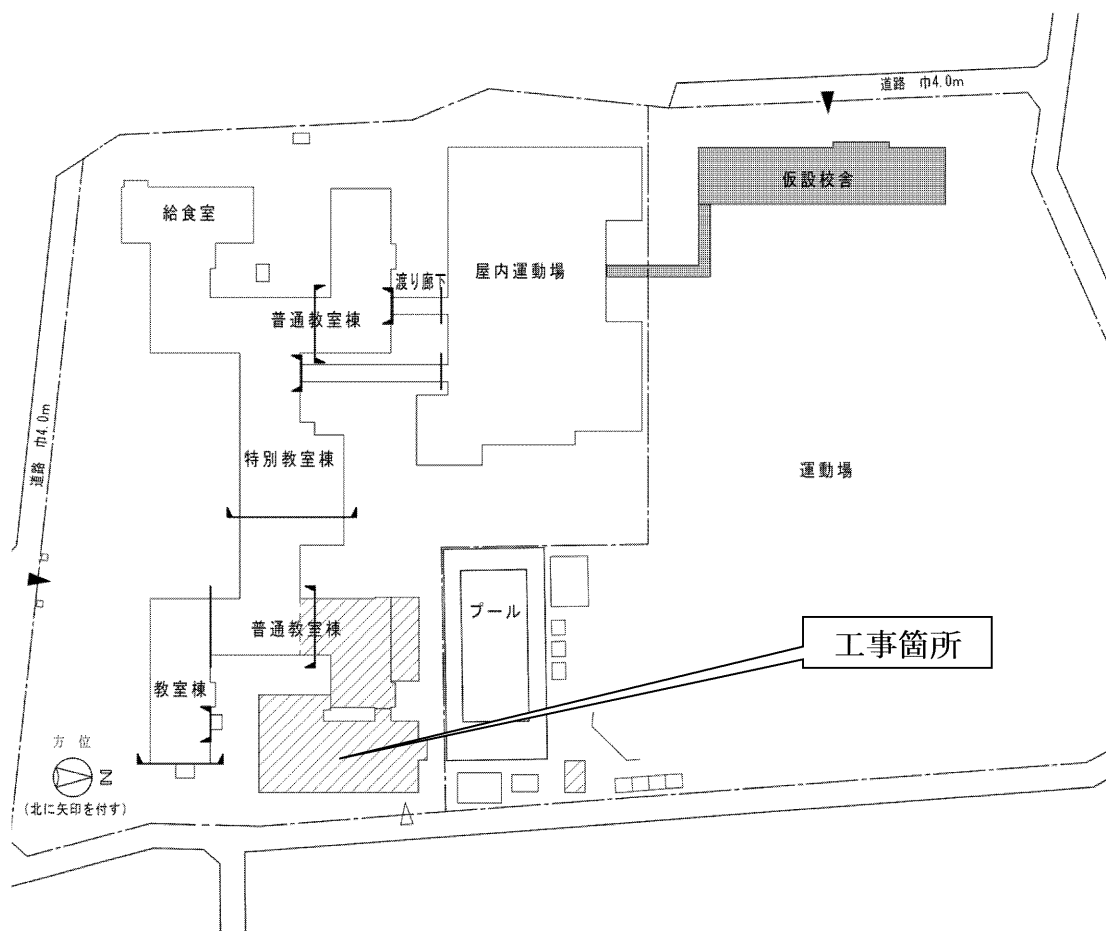 道路 巾4.0m
仮設校舎
給食室
渡り廊下
屋内運動場
普通教室棟
道路 巾4.0m
特別教室棟
運動場
プール
普通教室棟
工事箇所
教室棟
方位
N
(北に矢印を付す)